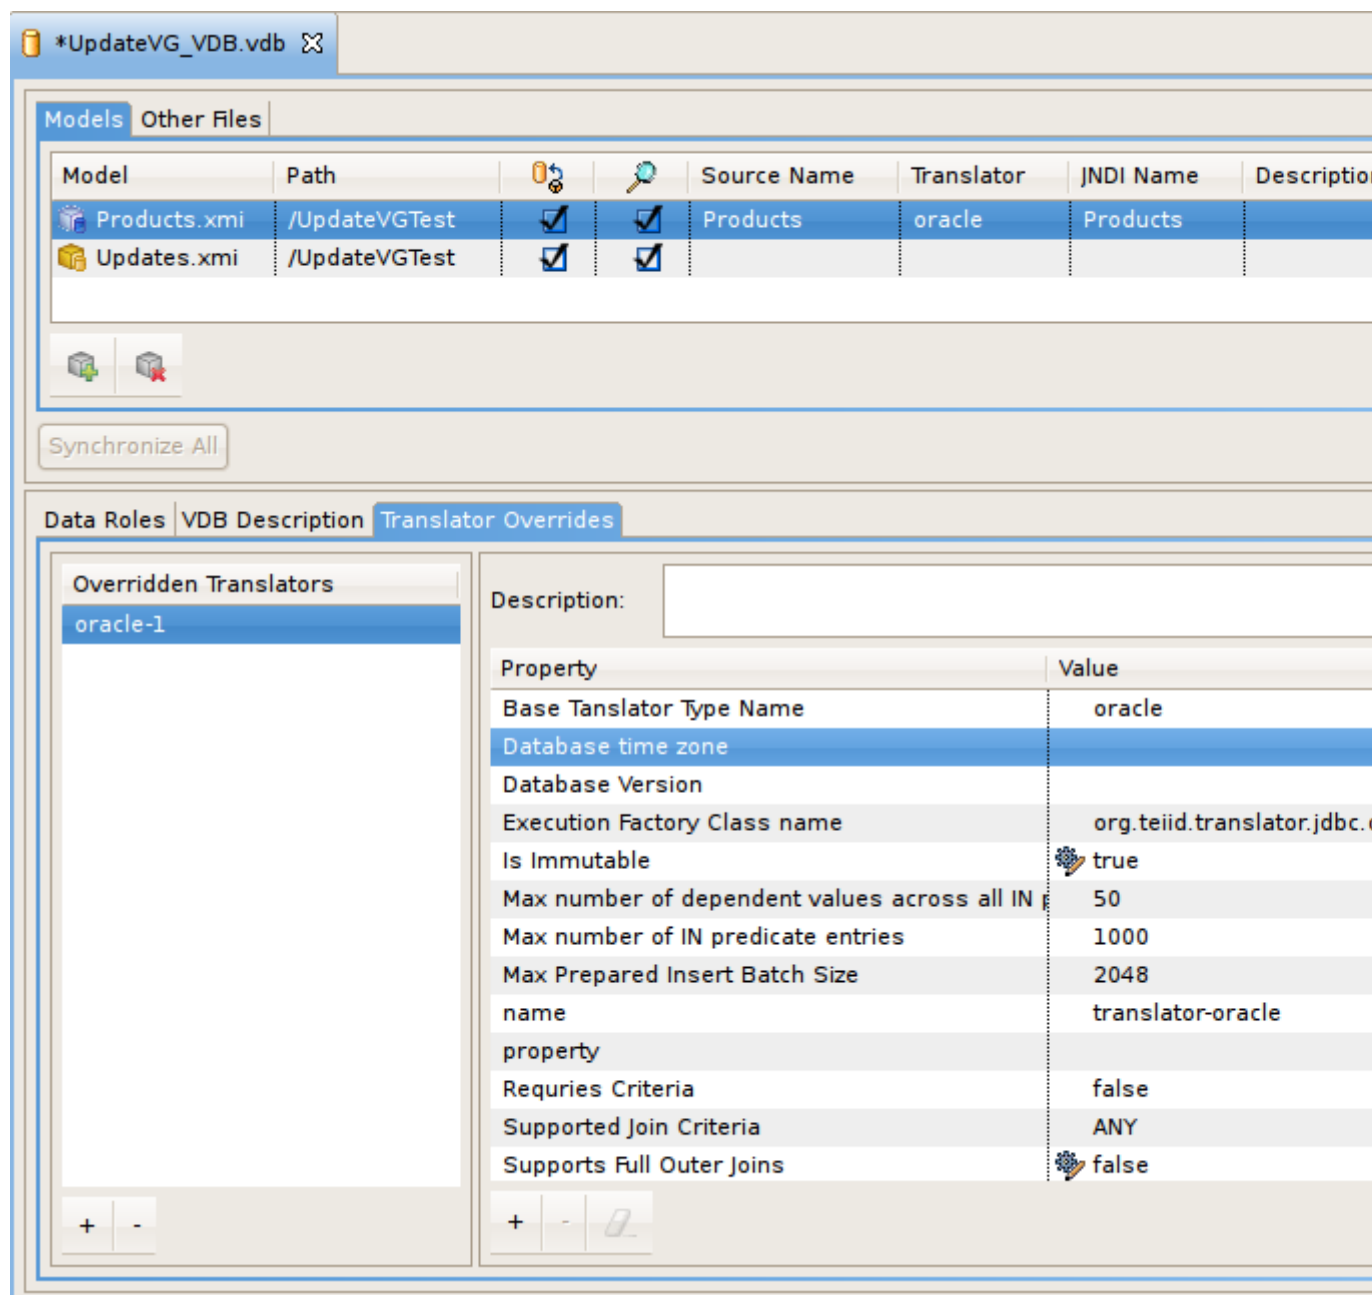 *UpdateVG_VDB.vdb
Models Other Files
Model Path Source Name Translator JNDI Name Descriptio
Products.xmi /UpdateVGTest Products oracle Products
Updates.xmi /UpdateVGTest
Synchronize All
Data Roles VDB Description Translator Overrides
Overridden Translators
oracle-1
Description:
Property Value
Base Tanslator Type Name oracle
Database time zone
Database Version
Execution Factory Class name org.teiid.translator.jdbc.
Is Immutable true
Max number of dependent values across all IN p 50
Max number of IN predicate entries 1000
Max Prepared Insert Batch Size 2048
name translator-oracle
property
Requries Criteria false
Supported Join Criteria ANY
Supports Full Outer Joins false
+ -
+ -